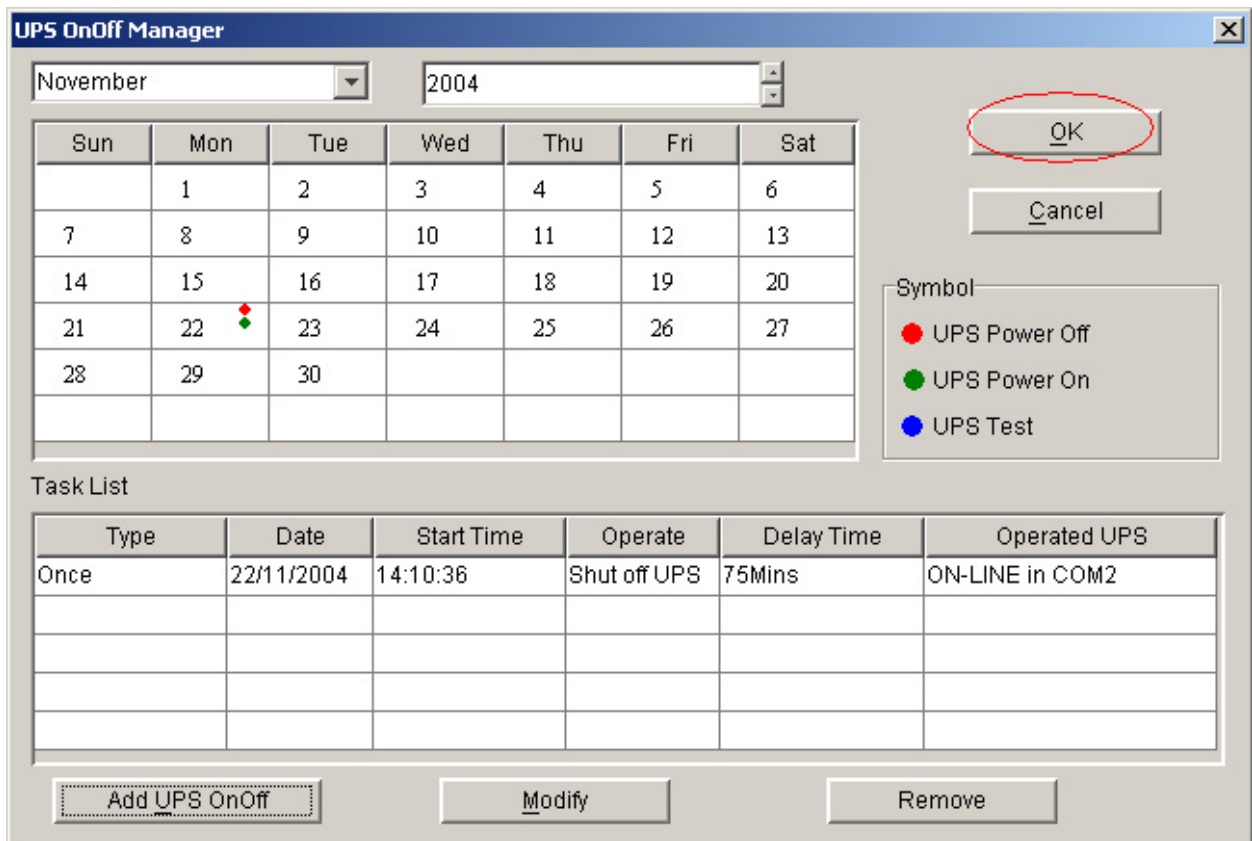 UPS OnOff Manager
November 2004
OK
Sun Mon Tue Wed Thu Fri Sat
1 2 3 4 5 6
Cancel
7 8 9 10 11 12 13
14 15 16 17 18 19 20
21 22 23 24 25 26 27
28 29 30
Symbol
UPS Power Off
UPS Power On
UPS Test
Task List
Type Date Start Time Operate Delay Time Operated UPS
Once 22/11/2004 14:10:36 Shut off UPS 75Mins ON-LINE in COM2
Add UPS OnOff Modify Remove